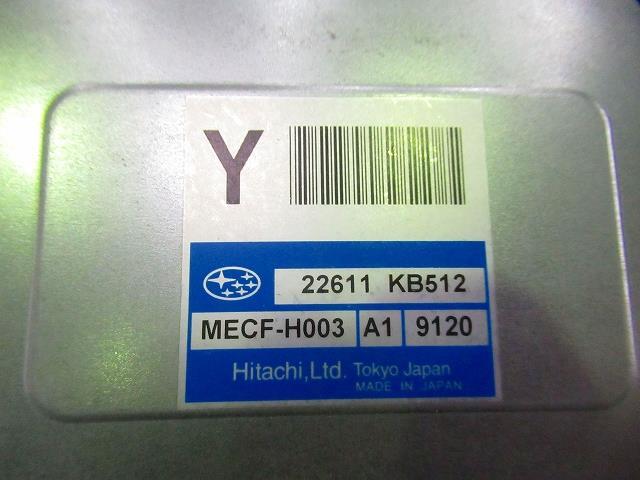 Y
22611 KB512
MECF-H003 A1 9120
Hitachi,Ltd. Tokyo Japan
MADE IN JAPAN